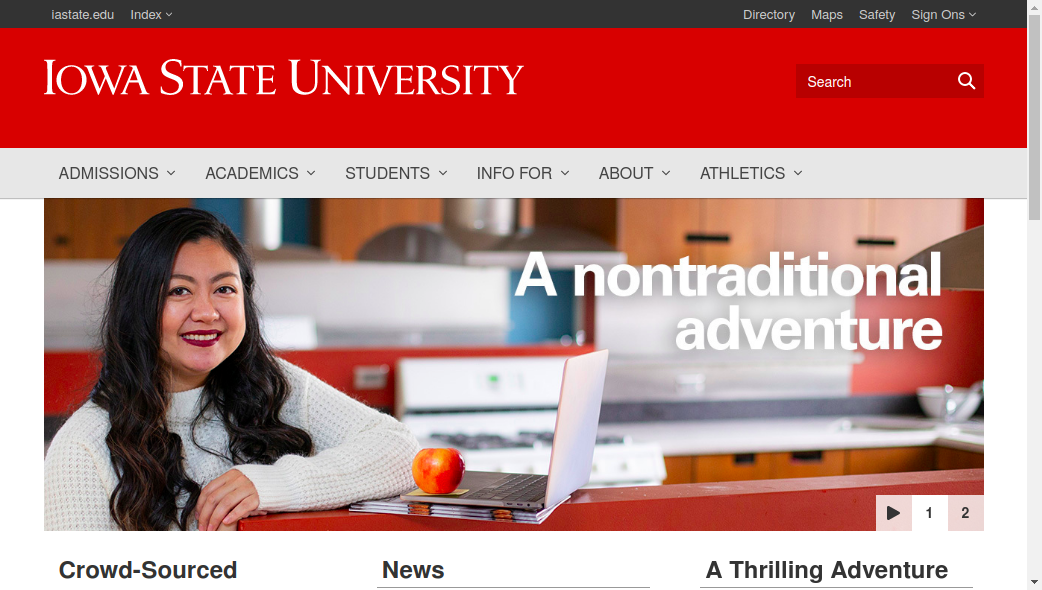 iastate.edu Index Directory Maps Safety Sign Ons
IOWA STATE UNIVERSITY
Search
ADMISSIONS ACADEMICS STUDENTS INFO FOR ABOUT ATHLETICS
A nontraditional
adventure
1 2
Crowd-Sourced News A Thrilling Adventure